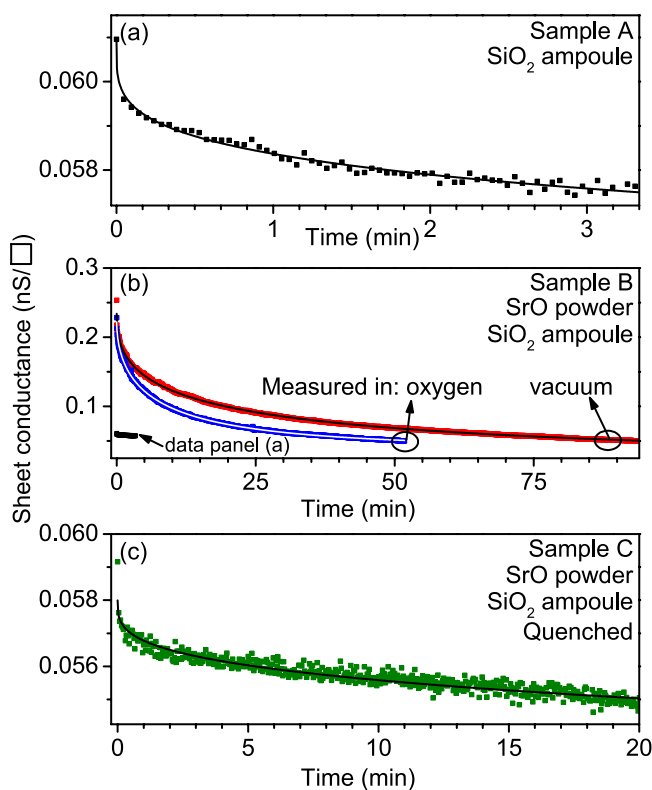 (a)
Sample A
SiO₂ ampoule
0.060
0.058
0
1
2
3
Time (min)
Sheet conductance (nS/□)
(b)
Sample B
SrO powder
SiO₂ ampoule
0.3
0.2
0.1
Measured in: oxygen
vacuum
data panel (a)
0
25
50
75
Time (min)
(c)
Sample C
SrO powder
SiO₂ ampoule
Quenched
0.060
0.058
0.056
0
5
10
15
20
Time (min)